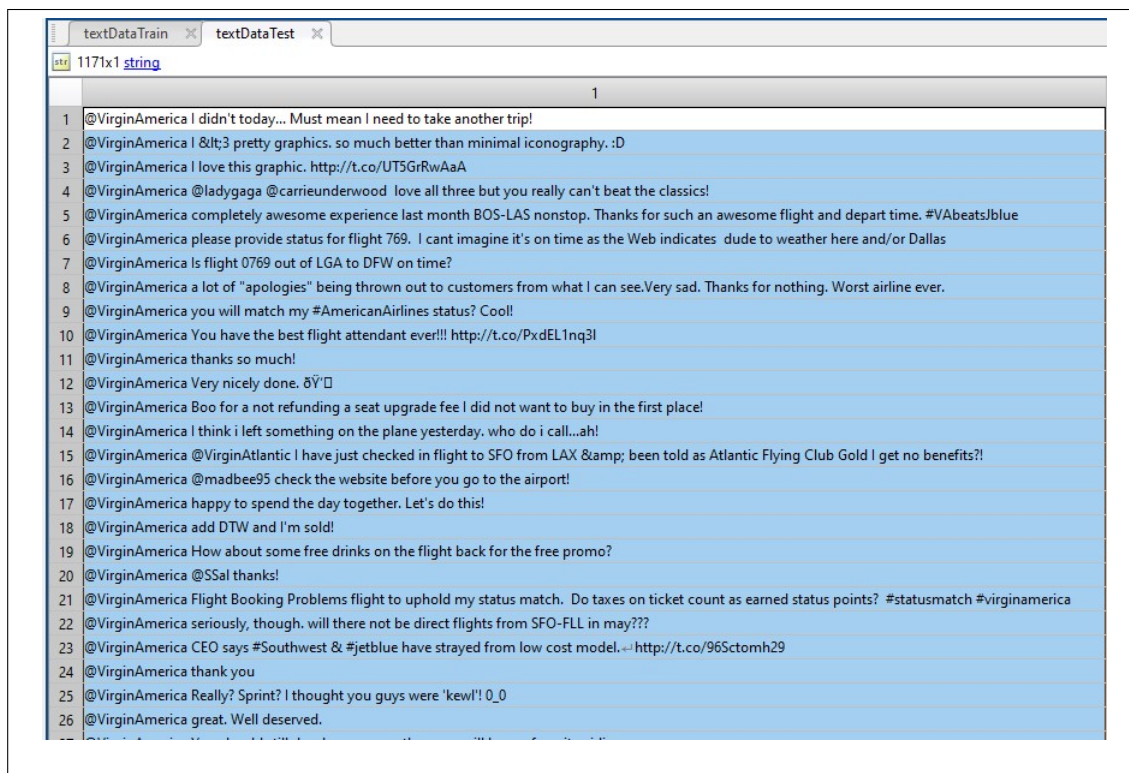 textDataTrain textDataTest
str 1171x1 string
1
1 @VirginAmerica I didn't today... Must mean I need to take another trip!
2 @VirginAmerica I &lt;3 pretty graphics. so much better than minimal iconography. :D
3 @VirginAmerica I love this graphic. http://t.co/UT5GrRwAaA
4 @VirginAmerica @ladygaga @carrieunderwood  love all three but you really can't beat the classics!
5 @VirginAmerica completely awesome experience last month BOS-LAS nonstop. Thanks for such an awesome flight and depart time. #VAbeatsJblue
6 @VirginAmerica please provide status for flight 769.  I cant imagine it's on time as the Web indicates  dude to weather here and/or Dallas
7 @VirginAmerica Is flight 0769 out of LGA to DFW on time?
8 @VirginAmerica a lot of "apologies" being thrown out to customers from what I can see.Very sad. Thanks for nothing. Worst airline ever.
9 @VirginAmerica you will match my #AmericanAirlines status? Cool!
10 @VirginAmerica You have the best flight attendant ever!!! http://t.co/PxdEL1nq3l
11 @VirginAmerica thanks so much!
12 @VirginAmerica Very nicely done. ðŸ'□
13 @VirginAmerica Boo for a not refunding a seat upgrade fee I did not want to buy in the first place!
14 @VirginAmerica I think i left something on the plane yesterday. who do i call...ah!
15 @VirginAmerica @VirginAtlantic I have just checked in flight to SFO from LAX &amp; been told as Atlantic Flying Club Gold I get no benefits?!
16 @VirginAmerica @madbee95 check the website before you go to the airport!
17 @VirginAmerica happy to spend the day together. Let's do this!
18 @VirginAmerica add DTW and I'm sold!
19 @VirginAmerica How about some free drinks on the flight back for the free promo?
20 @VirginAmerica @SSal thanks!
21 @VirginAmerica Flight Booking Problems flight to uphold my status match.  Do taxes on ticket count as earned status points?  #statusmatch #virginamerica
22 @VirginAmerica seriously, though. will there not be direct flights from SFO-FLL in may???
23 @VirginAmerica CEO says #Southwest & #jetblue have strayed from low cost model.↵http://t.co/96Sctomh29
24 @VirginAmerica thank you
25 @VirginAmerica Really? Sprint? I thought you guys were 'kewl'! 0_0
26 @VirginAmerica great. Well deserved.